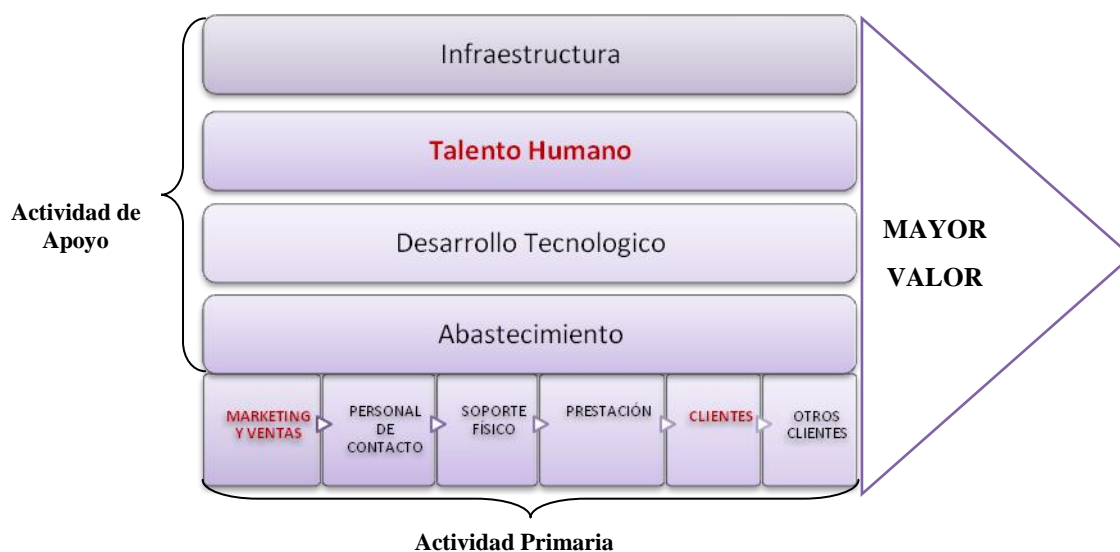 Infraestructura
Talento Humano
Actividad de
Apoyo
Desarrollo Tecnologico
MAYOR
VALOR
Abastecimiento
MARKETING
Y VENTAS
PERSONAL
DE
CONTACTO
SOPORTE
FÍSICO
PRESTACIÓN
CLIENTES
OTROS
CLIENTES
Actividad Primaria